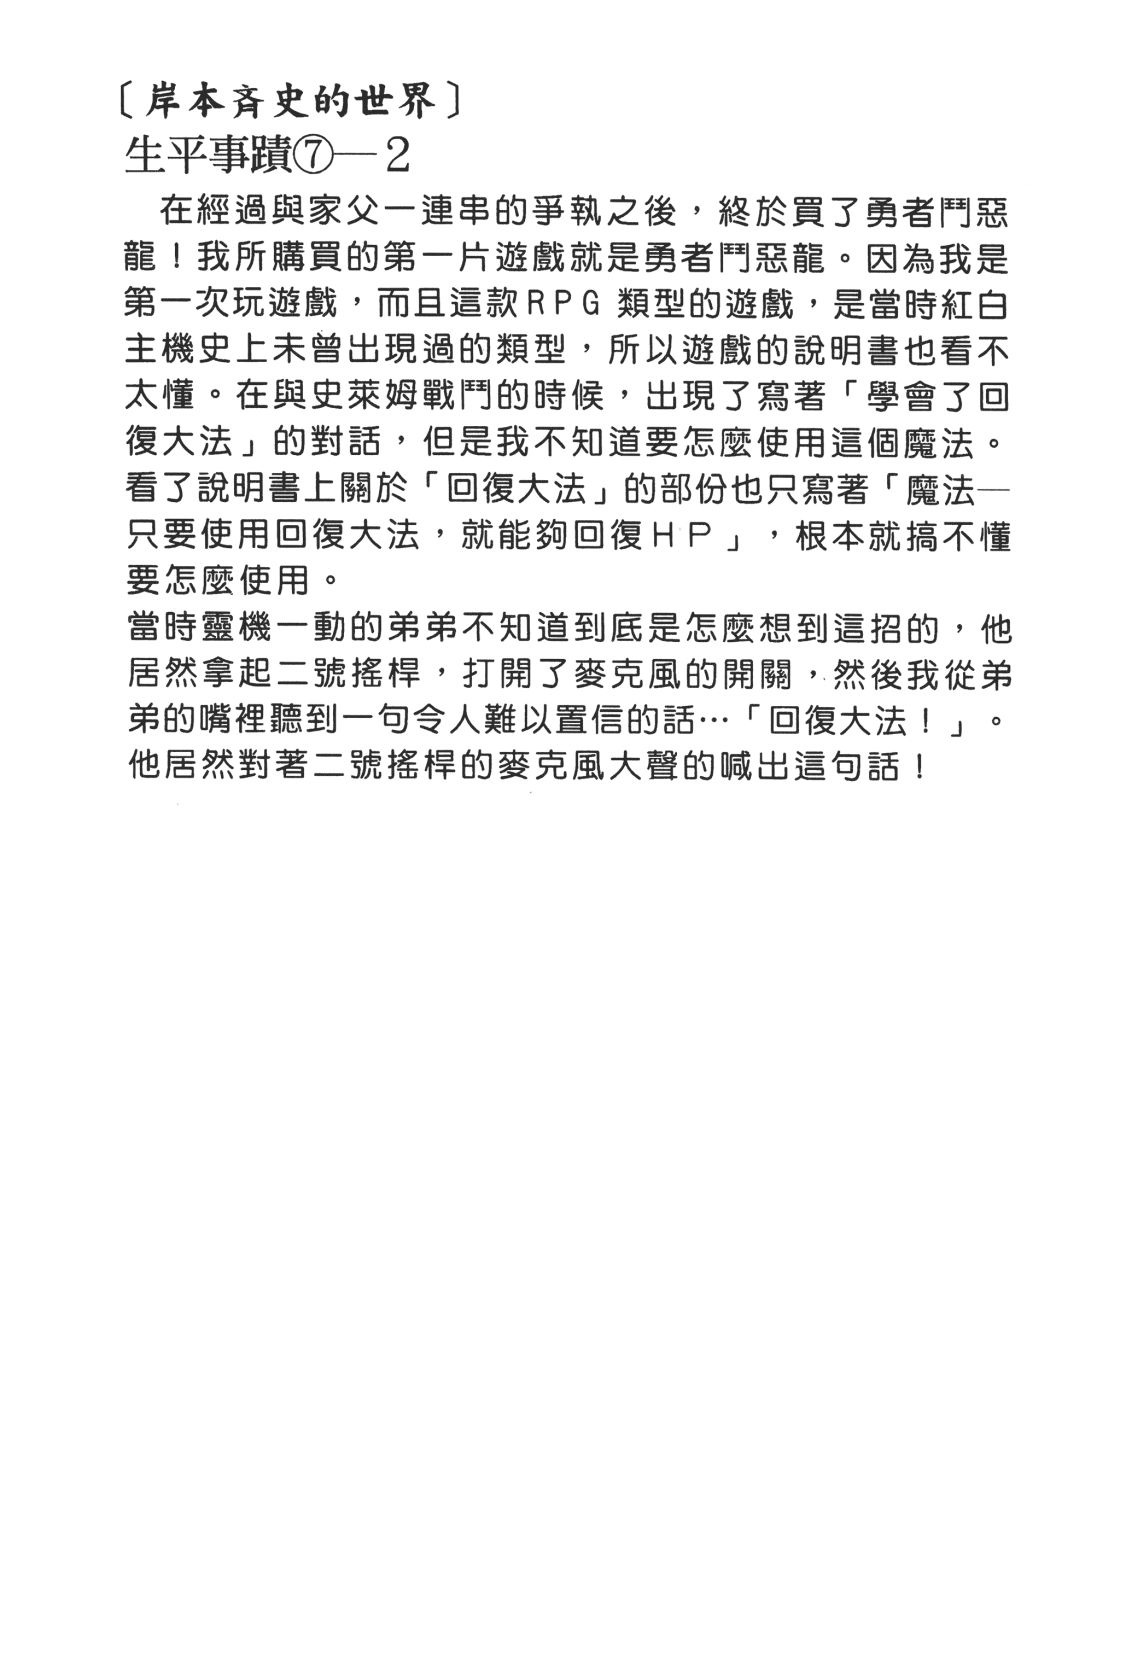 〔岸本斉史的世界〕
生平事蹟⑦—2
在經過與家父一連串的爭執之後，終於買了勇者鬥惡
龍！我所購買的第一片遊戲就是勇者鬥惡龍。因為我是
第一次玩遊戲，而且這款RPG 類型的遊戲，是當時紅白
主機史上未曾出現過的類型，所以遊戲的說明書也看不
太懂。在與史萊姆戰鬥的時候，出現了寫著「學會了回
復大法」的對話，但是我不知道要怎麼使用這個魔法。
看了說明書上關於「回復大法」的部份也只寫著「魔法—
只要使用回復大法，就能夠回復HP」，根本就搞不懂
要怎麼使用。
當時靈機一動的弟弟不知道到底是怎麼想到這招的，他
居然拿起二號搖桿，打開了麥克風的開關，然後我從弟
弟的嘴裡聽到一句令人難以置信的話…「回復大法！」。
他居然對著二號搖桿的麥克風大聲的喊出這句話！